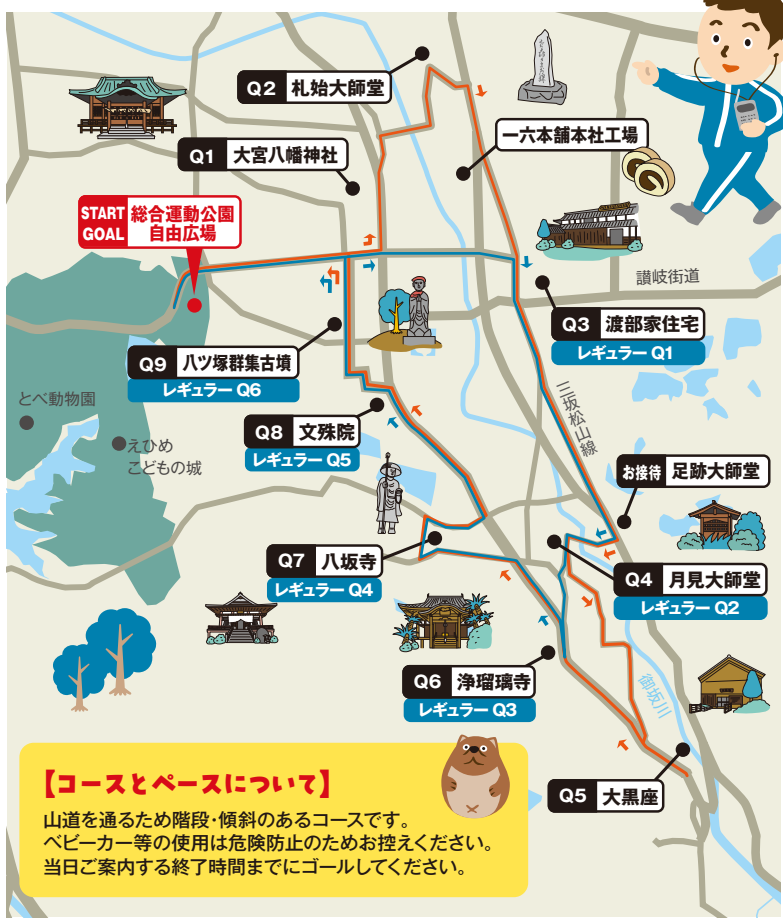 Q2 札始大師堂
一六本舗本社工場
Q1 大宮八幡神社
START
GOAL
総合運動公園
自由広場
讃岐街道
Q3 渡部家住宅
レギュラー Q1
Q9 八ツ塚群集古墳
レギュラー Q6
とべ動物園
えひめ
こどもの城
三坂松山線
Q8 文殊院
レギュラー Q5
お接待 足跡大師堂
Q7 八坂寺
レギュラー Q4
Q4 月見大師堂
レギュラー Q2
Q6 浄瑠璃寺
レギュラー Q3
御坂川
Q5 大黒座
【コースとペースについて】
山道を通るため階段・傾斜のあるコースです。
ベビーカー等の使用は危険防止のためお控えください。
当日ご案内する終了時間までにゴールしてください。